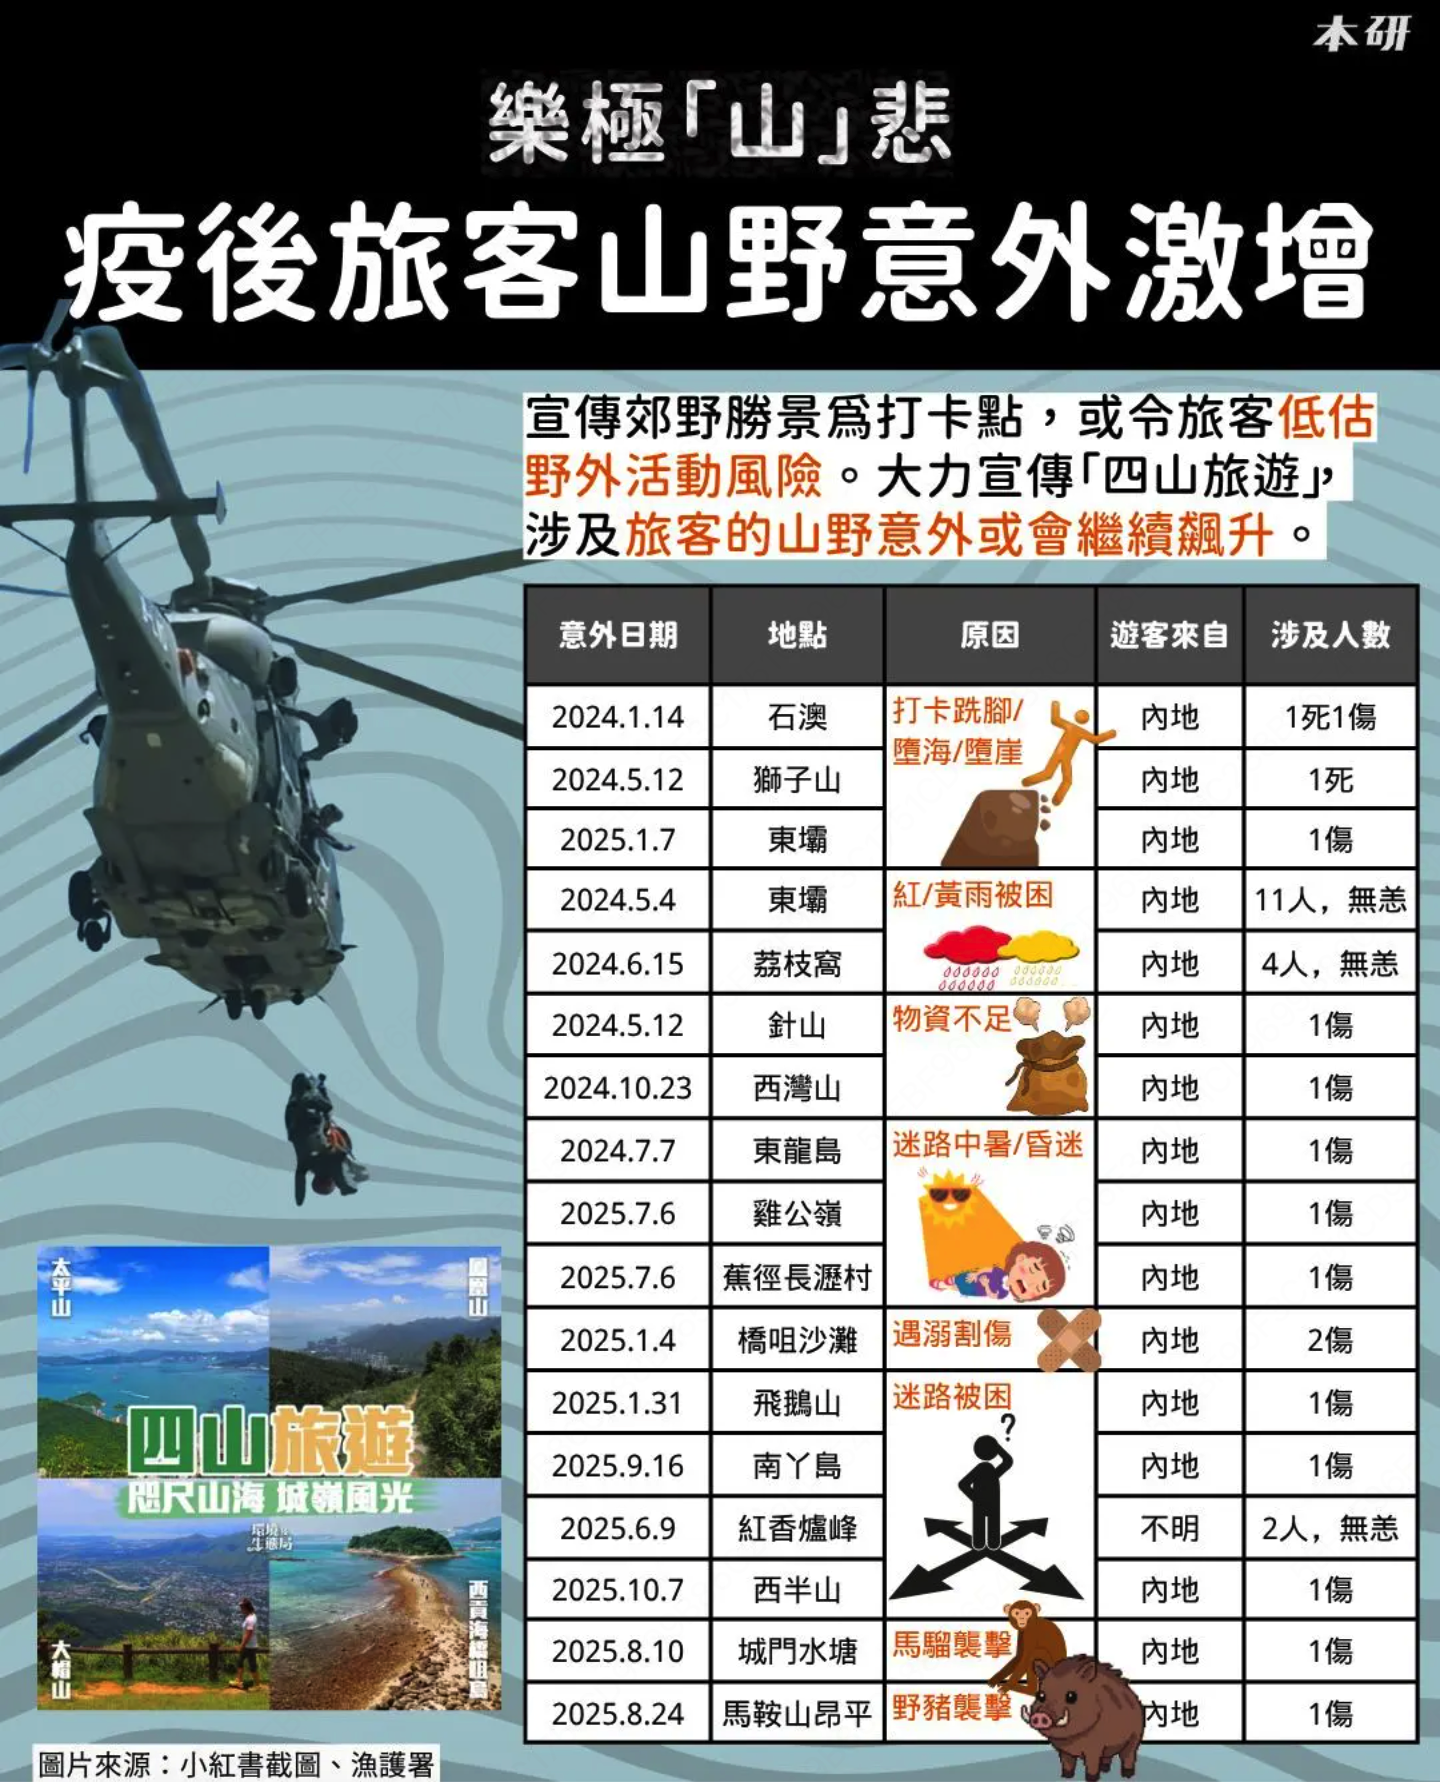 本研
樂極「山」悲
疫後旅客山野意外激增
宣傳郊野勝景爲打卡點，或令旅客低估
野外活動風險。大力宣傳「四山旅遊」，
涉及旅客的山野意外或會繼續飆升。
意外日期 地點 原因 遊客來自 涉及人數
2024.1.14 石澳 打卡跣腳/ 內地 1死1傷
墮海/墮崖
2024.5.12 獅子山 內地 1死
2025.1.7 東壩 內地 1傷
2024.5.4 東壩 紅/黃雨被困 內地 11人，無恙
2024.6.15 荔枝窩 內地 4人，無恙
2024.5.12 針山 物資不足 內地 1傷
2024.10.23 西灣山 內地 1傷
2024.7.7 東龍島 迷路中暑/昏迷 內地 1傷
2025.7.6 雞公嶺 內地 1傷
2025.7.6 蕉徑長瀝村 內地 1傷
2025.1.4 橋咀沙灘 遇溺割傷 內地 2傷
2025.1.31 飛鵝山 迷路被困 內地 1傷
?
2025.9.16 南丫島 內地 1傷
2025.6.9 紅香爐峰 不明 2人，無恙
2025.10.7 西半山 內地 1傷
2025.8.10 城門水塘 馬騮襲擊 內地 1傷
2025.8.24 馬鞍山昂平 野豬襲擊 內地 1傷
太平山
鳳凰山
四山旅遊
咫尺山海 城嶺風光
環境及
生態局
大帽山
西貢海橋咀島
圖片來源：小紅書截圖、漁護署